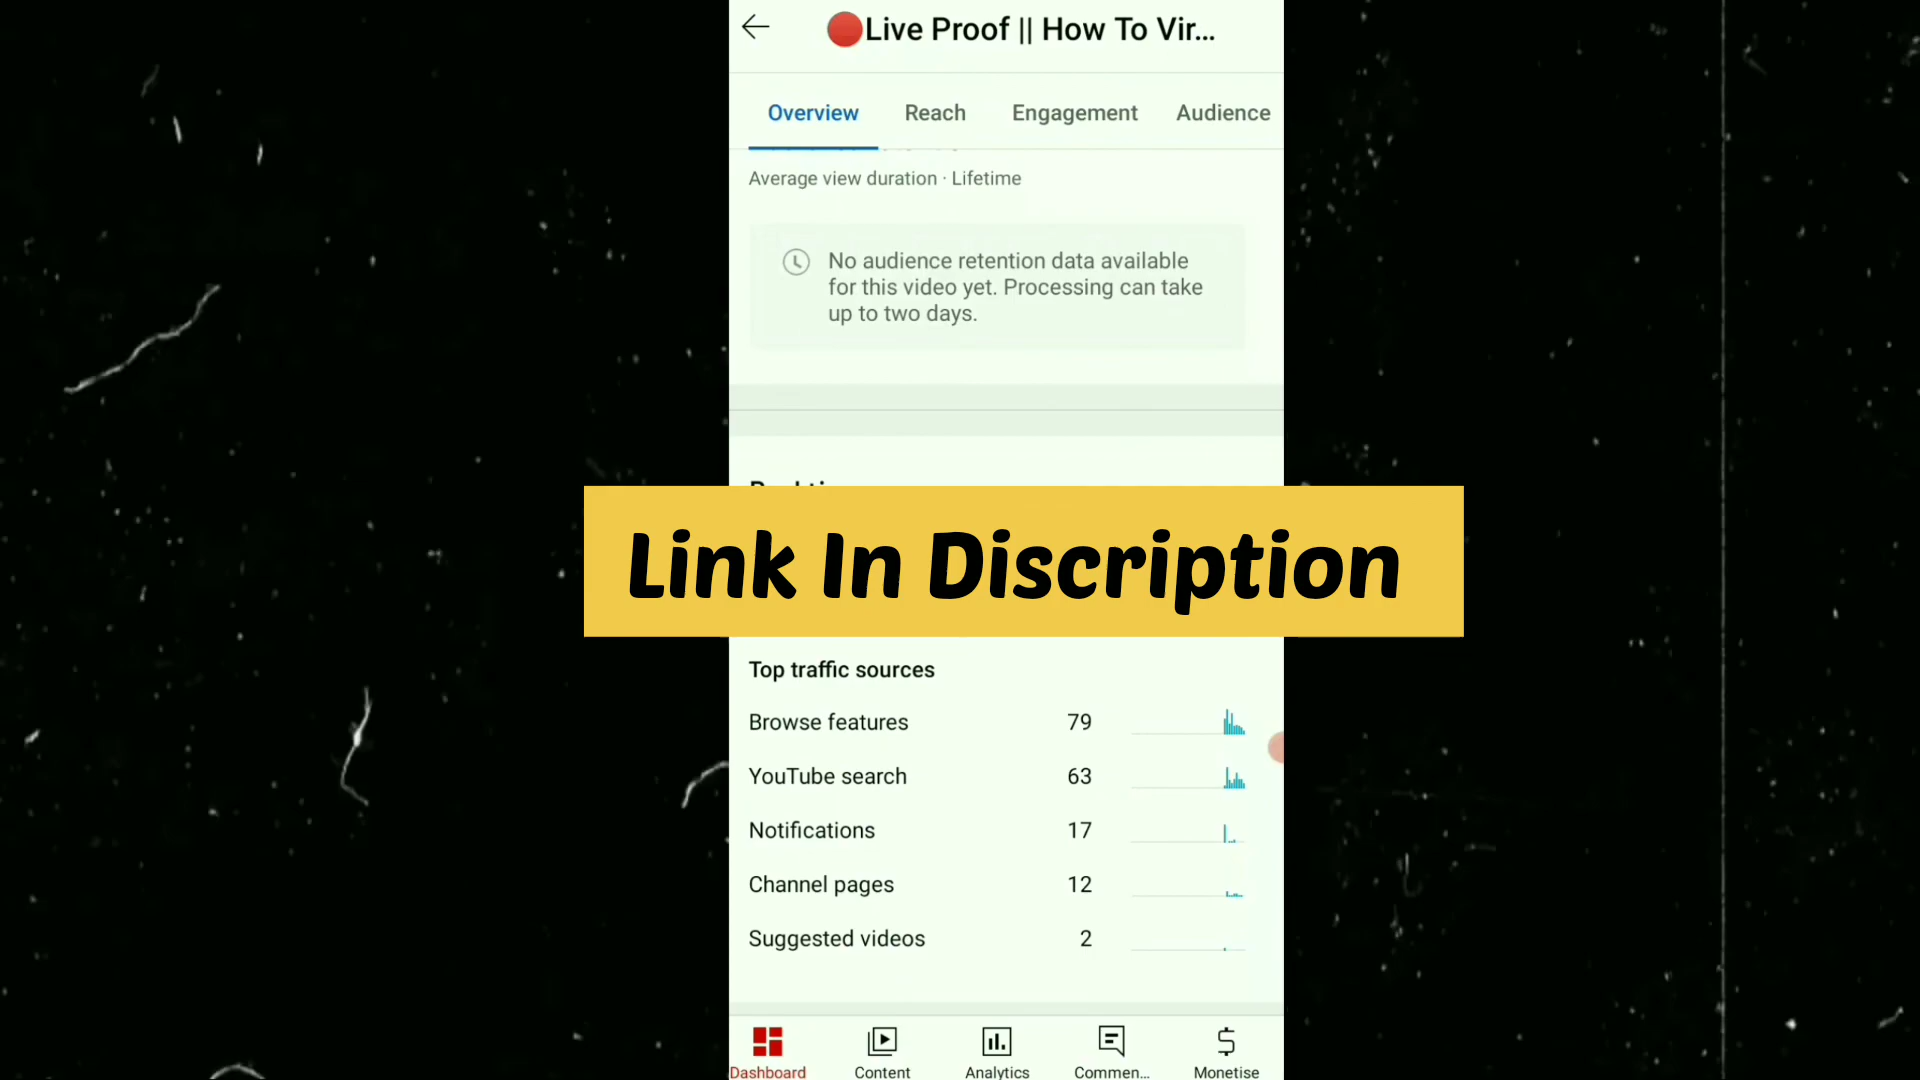 Live Proof || How To Vir...
Overview Reach Engagement Audience
Average view duration · Lifetime
No audience retention data available
for this video yet. Processing can take
up to two days.
Link In Discription
Top traffic sources
Browse features 79
YouTube search 63
Notifications 17
Channel pages 12
Suggested videos 2
Dashboard Content Analytics Commen... Monetise